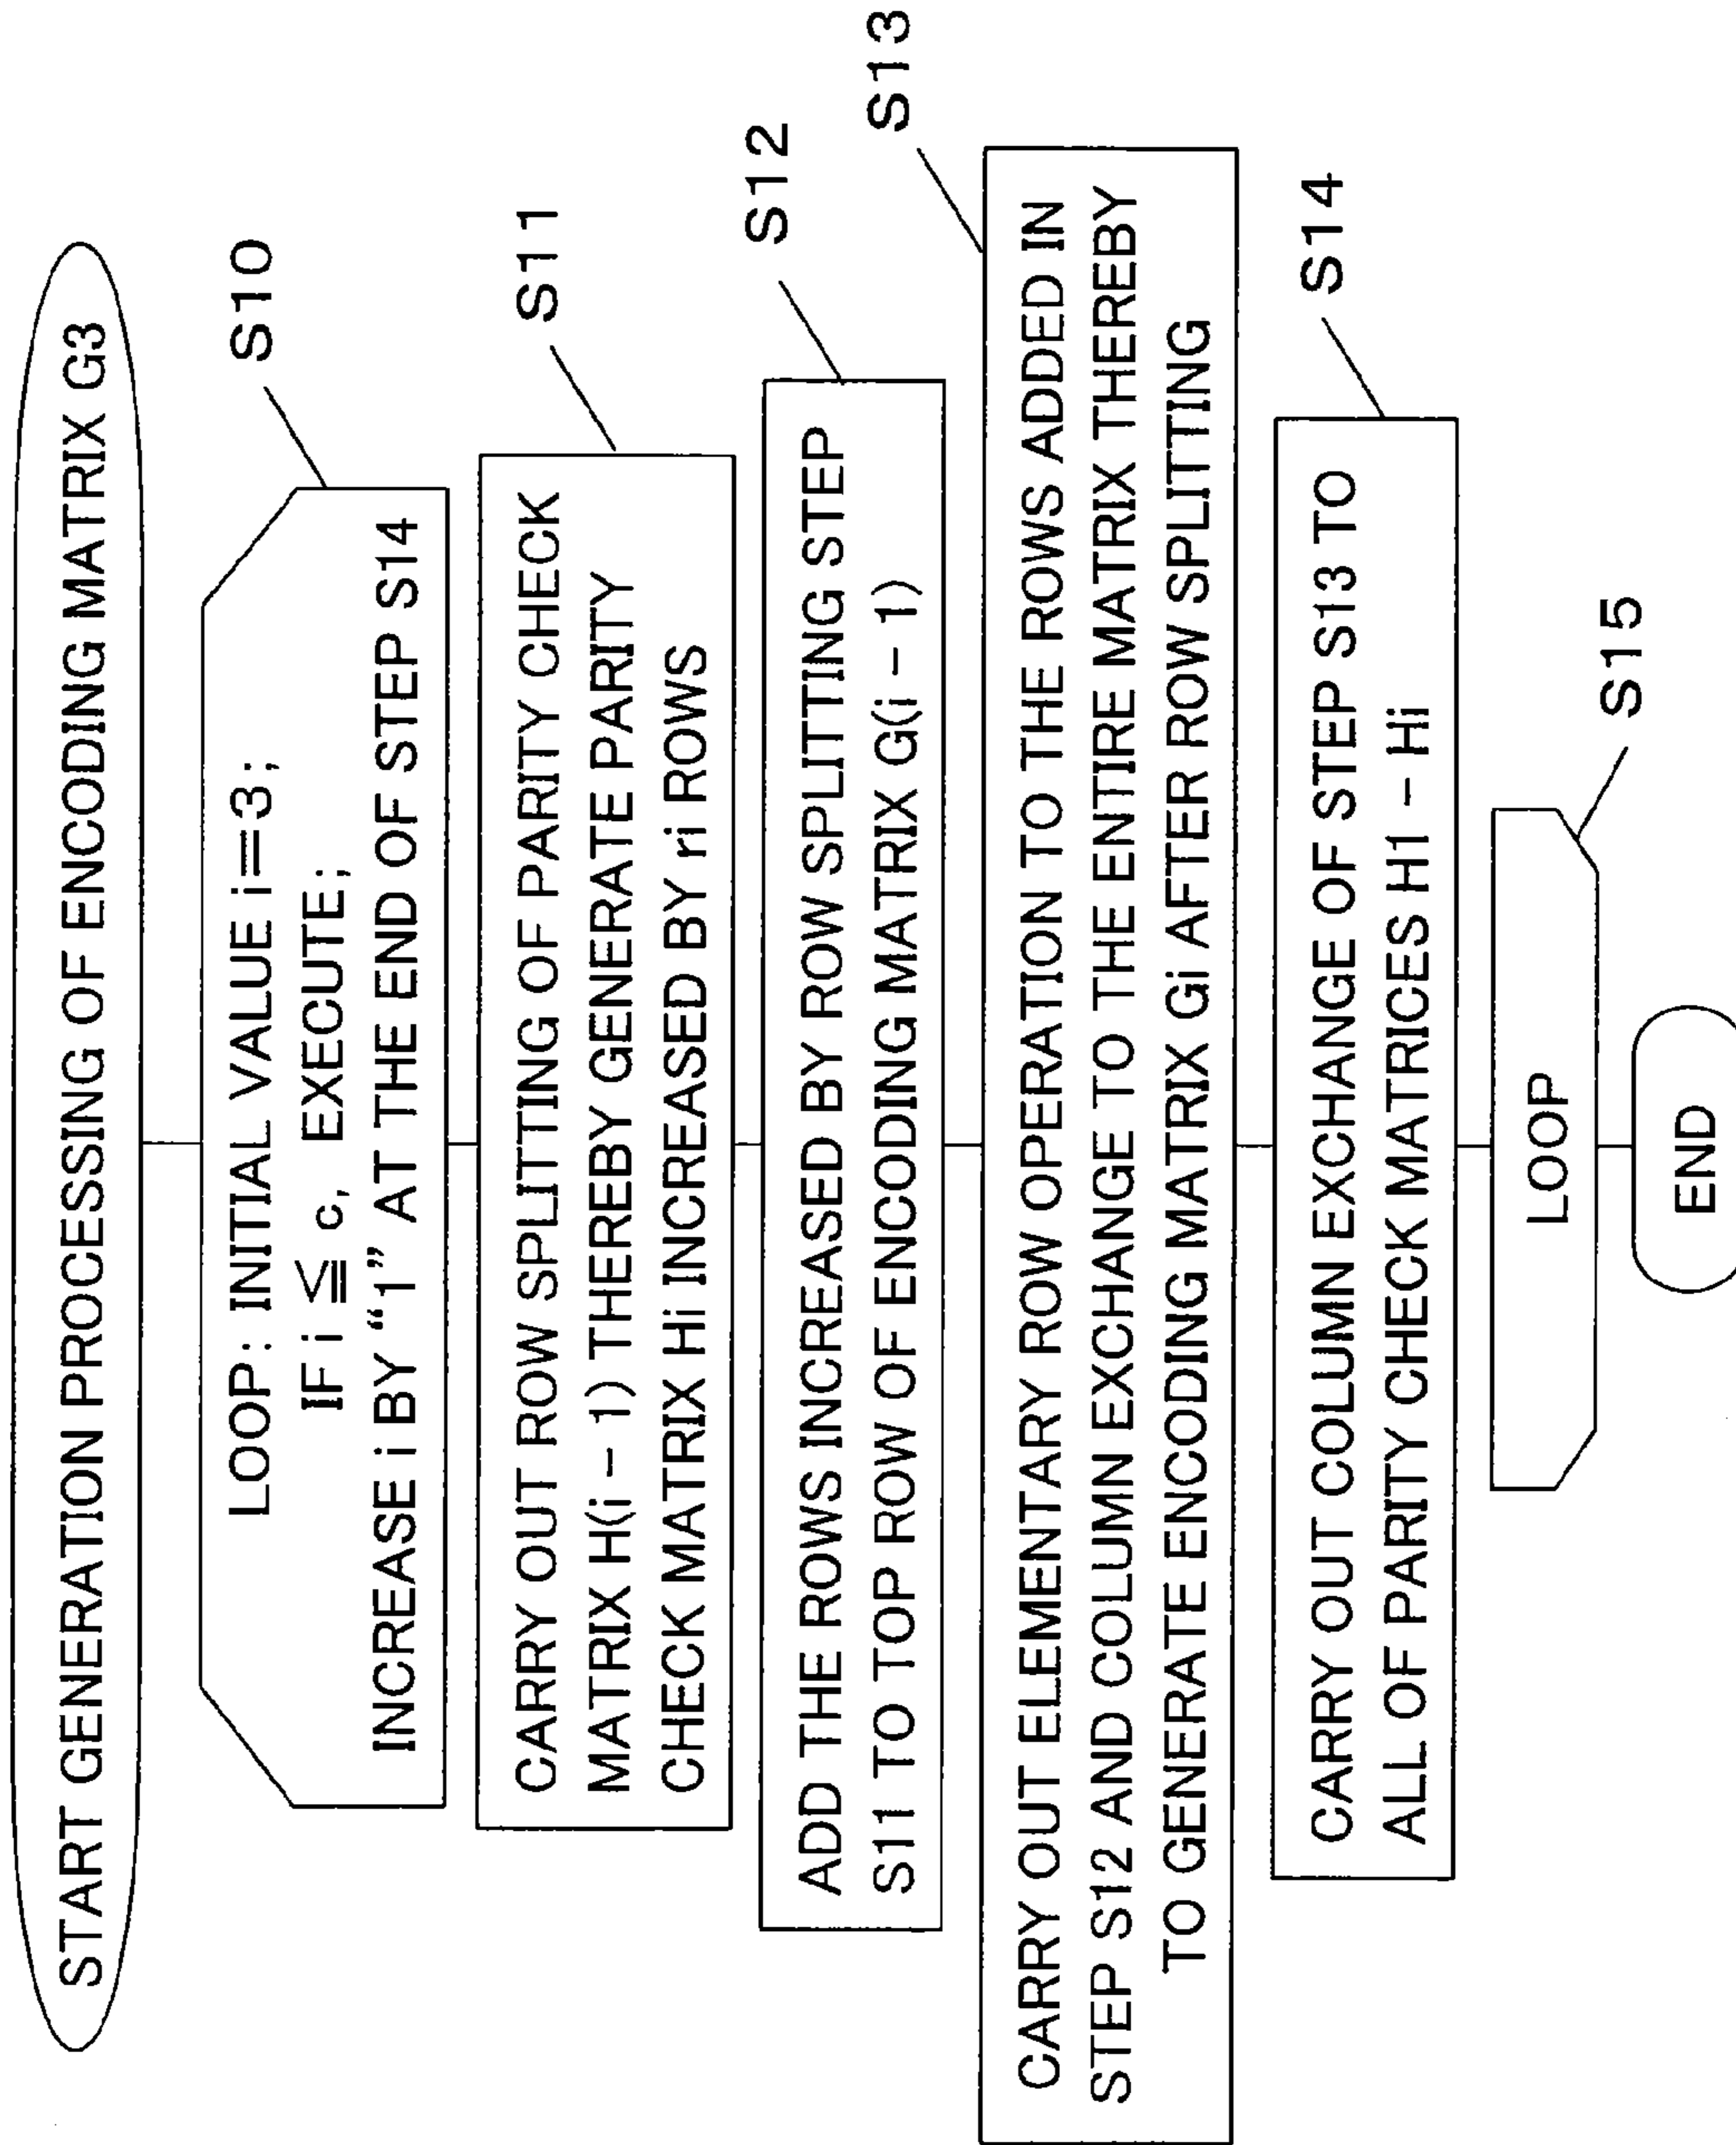 START GENERATION PROCESSING OF ENCODING MATRIX G3
S10
LOOP: INITIAL VALUE i=3;
IF i ≦ c, EXECUTE;
INCREASE i BY “1” AT THE END OF STEP S14
S11
CARRY OUT ROW SPLITTING OF PARITY CHECK
MATRIX H(i − 1) THEREBY GENERATE PARITY
CHECK MATRIX Hi INCREASED BY ri ROWS
S12
ADD THE ROWS INCREASED BY ROW SPLITTING STEP
S11 TO TOP ROW OF ENCODING MATRIX G(i − 1)
S13
CARRY OUT ELEMENTARY ROW OPERATION TO THE ROWS ADDED IN
STEP S12 AND COLUMN EXCHANGE TO THE ENTIRE MATRIX THEREBY
TO GENERATE ENCODING MATRIX Gi AFTER ROW SPLITTING
S14
CARRY OUT COLUMN EXCHANGE OF STEP S13 TO
ALL OF PARITY CHECK MATRICES H1 − Hi
S15
LOOP
END